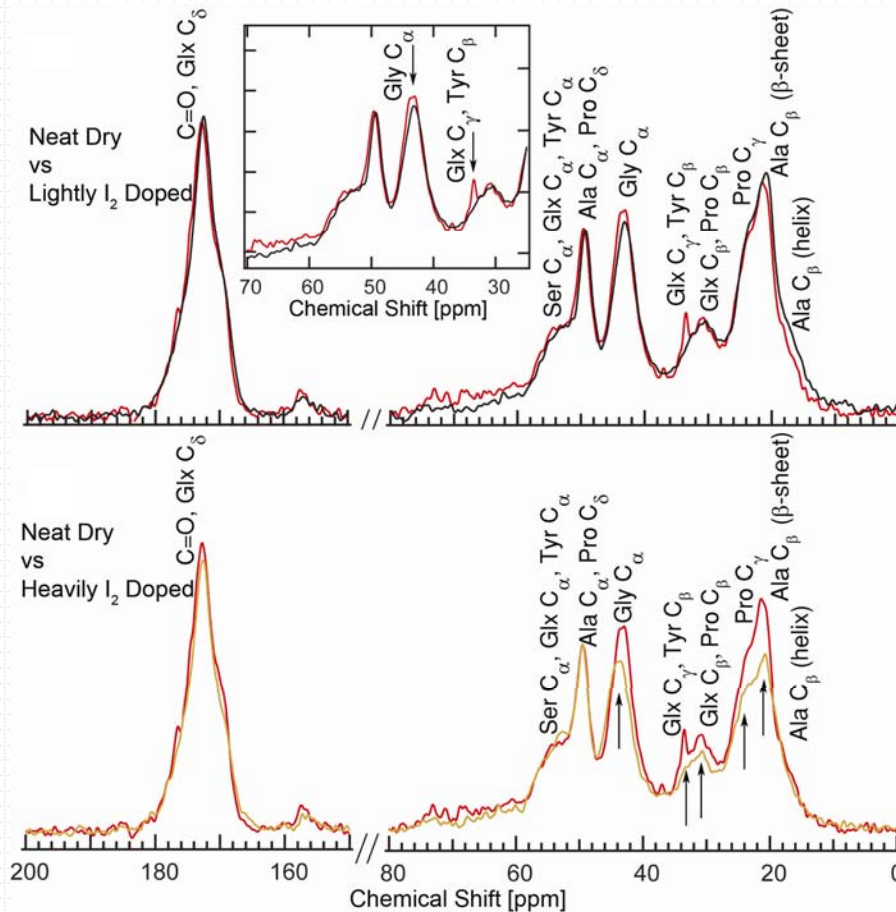 C=O, Glx Cδ
Neat Dry
vs
Lightly I₂ Doped
Gly Cα
Glx Cγ, Tyr Cβ
70 60 50 40 30
Chemical Shift [ppm]
Ser Cα, Glx Cα, Tyr Cα
Ala Cα, Pro Cδ
Gly Cα
Glx Cγ, Tyr Cβ
Glx Cβ, Pro Cβ
Pro Cγ
Ala Cβ (β-sheet)
Ala Cβ (helix)
60 40 20 0
C=O, Glx Cδ
Neat Dry
vs
Heavily I₂ Doped
Ser Cα, Glx Cα, Tyr Cα
Ala Cα, Pro Cδ
Gly Cα
Glx Cγ, Tyr Cβ
Glx Cβ, Pro Cβ
Pro Cγ
Ala Cβ (β-sheet)
Ala Cβ (helix)
200 180 160 // 80 60 40 20 0
Chemical Shift [ppm]